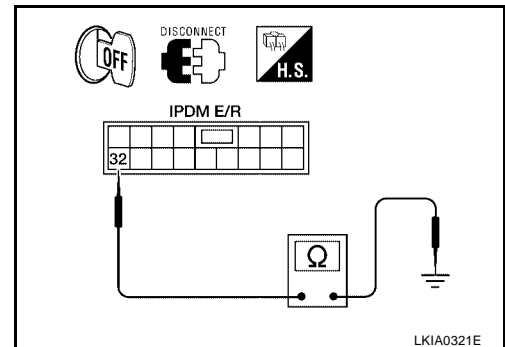 DISCONNECT
OFF
H.S.
IPDM E/R
32
Ω
LKIA0321E